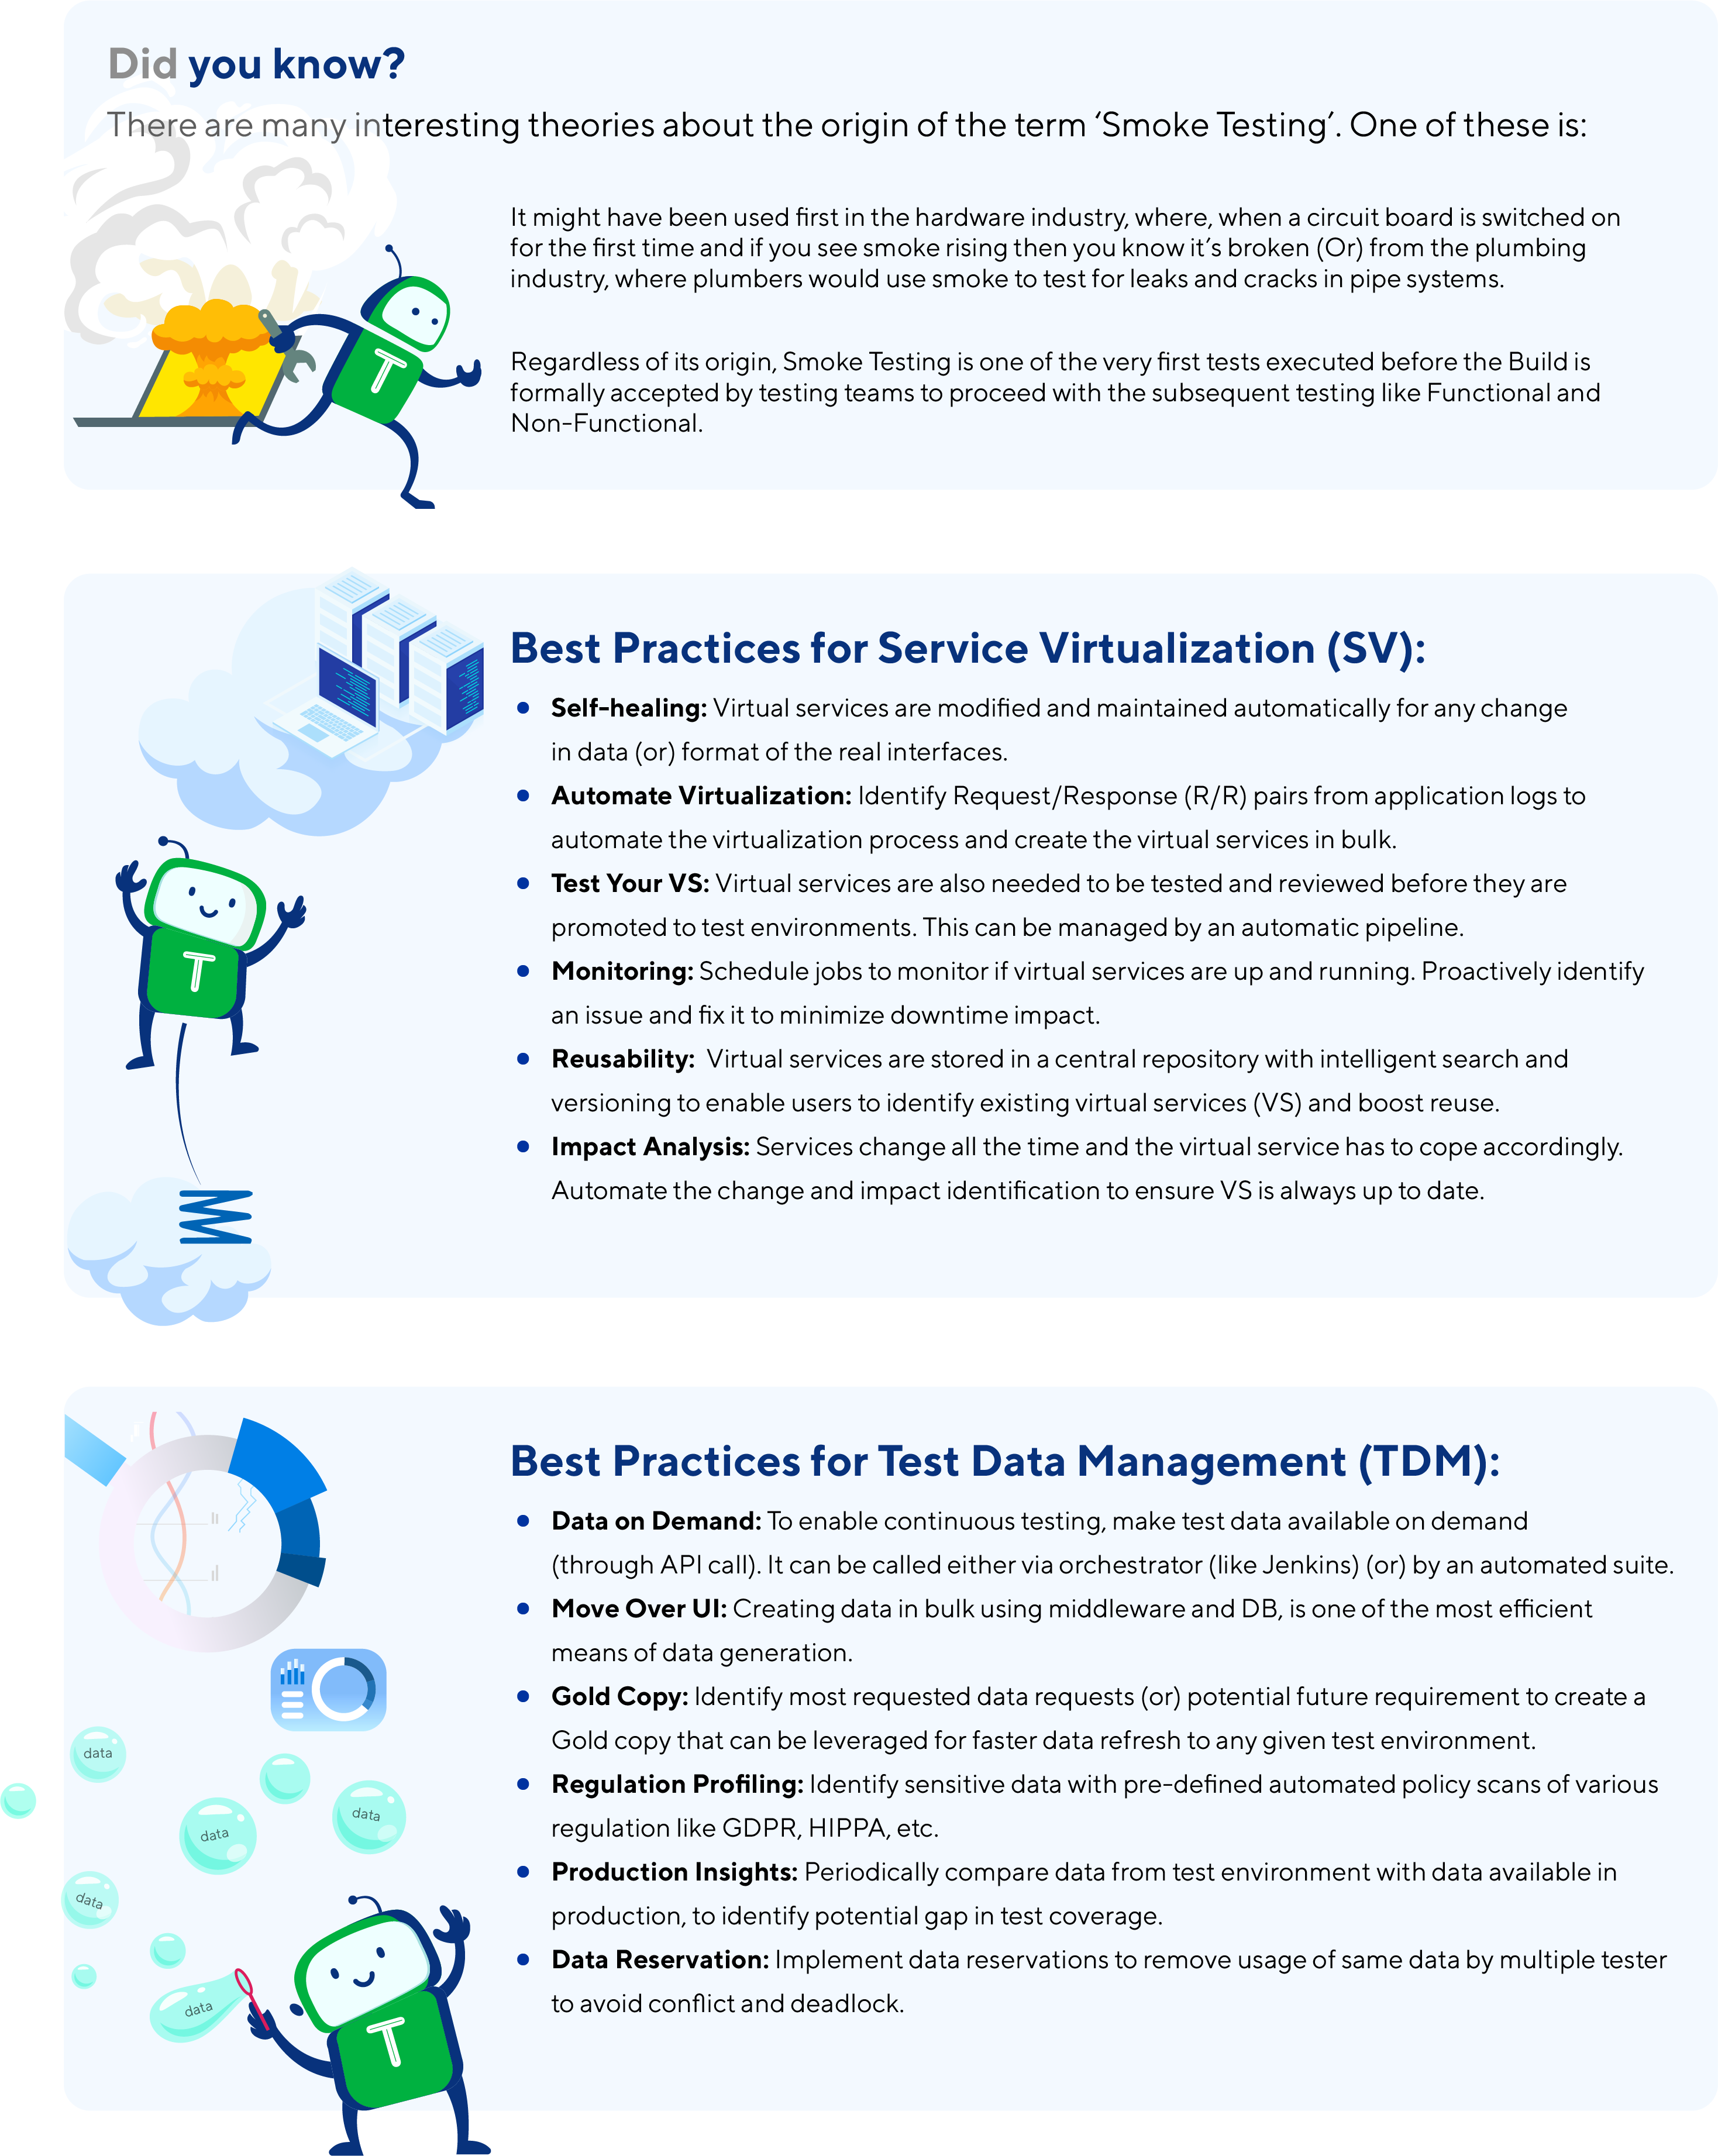 Did you know?
There are many interesting theories about the origin of the term ‘Smoke Testing’. One of these is:
It might have been used first in the hardware industry, where, when a circuit board is switched on
for the first time and if you see smoke rising then you know it’s broken (Or) from the plumbing
industry, where plumbers would use smoke to test for leaks and cracks in pipe systems.
T
Regardless of its origin, Smoke Testing is one of the very first tests executed before the Build is
formally accepted by testing teams to proceed with the subsequent testing like Functional and
Non-Functional.
Best Practices for Service Virtualization (SV):
• Self-healing: Virtual services are modified and maintained automatically for any change
in data (or) format of the real interfaces.
• Automate Virtualization: Identify Request/Response (R/R) pairs from application logs to
automate the virtualization process and create the virtual services in bulk.
• Test Your VS: Virtual services are also needed to be tested and reviewed before they are
promoted to test environments. This can be managed by an automatic pipeline.
T
• Monitoring: Schedule jobs to monitor if virtual services are up and running. Proactively identify
an issue and fix it to minimize downtime impact.
• Reusability:  Virtual services are stored in a central repository with intelligent search and
versioning to enable users to identify existing virtual services (VS) and boost reuse.
• Impact Analysis: Services change all the time and the virtual service has to cope accordingly.
Automate the change and impact identification to ensure VS is always up to date.
Best Practices for Test Data Management (TDM):
• Data on Demand: To enable continuous testing, make test data available on demand
(through API call). It can be called either via orchestrator (like Jenkins) (or) by an automated suite.
• Move Over UI: Creating data in bulk using middleware and DB, is one of the most efficient
means of data generation.
• Gold Copy: Identify most requested data requests (or) potential future requirement to create a
Gold copy that can be leveraged for faster data refresh to any given test environment.
• Regulation Profiling: Identify sensitive data with pre-defined automated policy scans of various
regulation like GDPR, HIPPA, etc.
• Production Insights: Periodically compare data from test environment with data available in
production, to identify potential gap in test coverage.
• Data Reservation: Implement data reservations to remove usage of same data by multiple tester
to avoid conflict and deadlock.
data
data
data
data
data
T